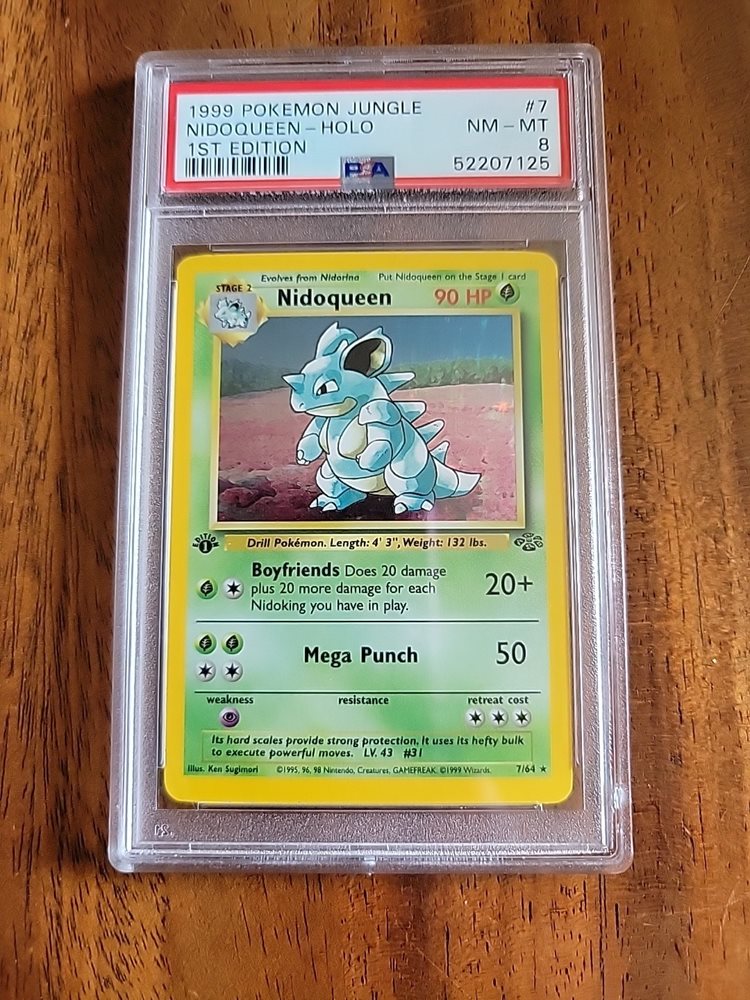 1999 POKEMON JUNGLE #7
NIDOQUEEN - HOLO NM - MT
1ST EDITION 8
PSA 52207125
Evolves from Nidorina Put Nidoqueen on the Stage 1 card
STAGE 2
Nidoqueen 90 HP
EDITION
1
Drill Pokémon. Length: 4' 3", Weight: 132 lbs.
Boyfriends Does 20 damage
plus 20 more damage for each
Nidoking you have in play.
20+
Mega Punch 50
weakness resistance retreat cost
Its hard scales provide strong protection. It uses its hefty bulk
to execute powerful moves. LV. 43 #31
Illus. Ken Sugimori ©1995, 96, 98 Nintendo, Creatures, GAMEFREAK. ©1999 Wizards. 7/64 ★